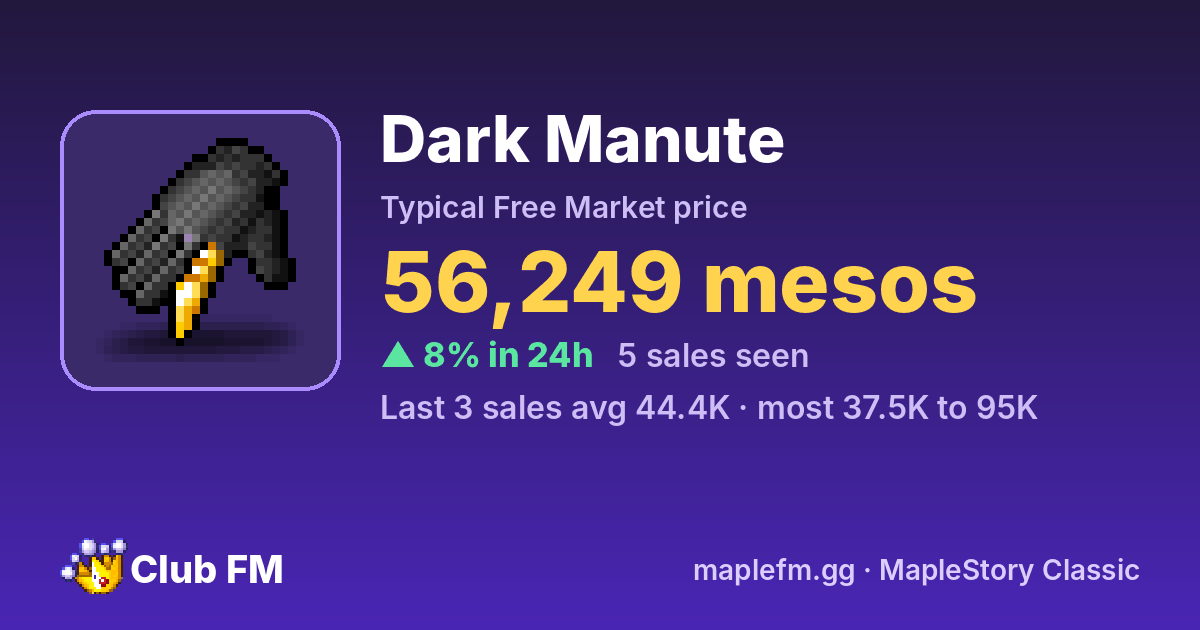 Dark Manute
Typical Free Market price
56,249 mesos
▲ 8% in 24h 5 sales seen
Last 3 sales avg 44.4K · most 37.5K to 95K
Club FM
maplefm.gg · MapleStory Classic